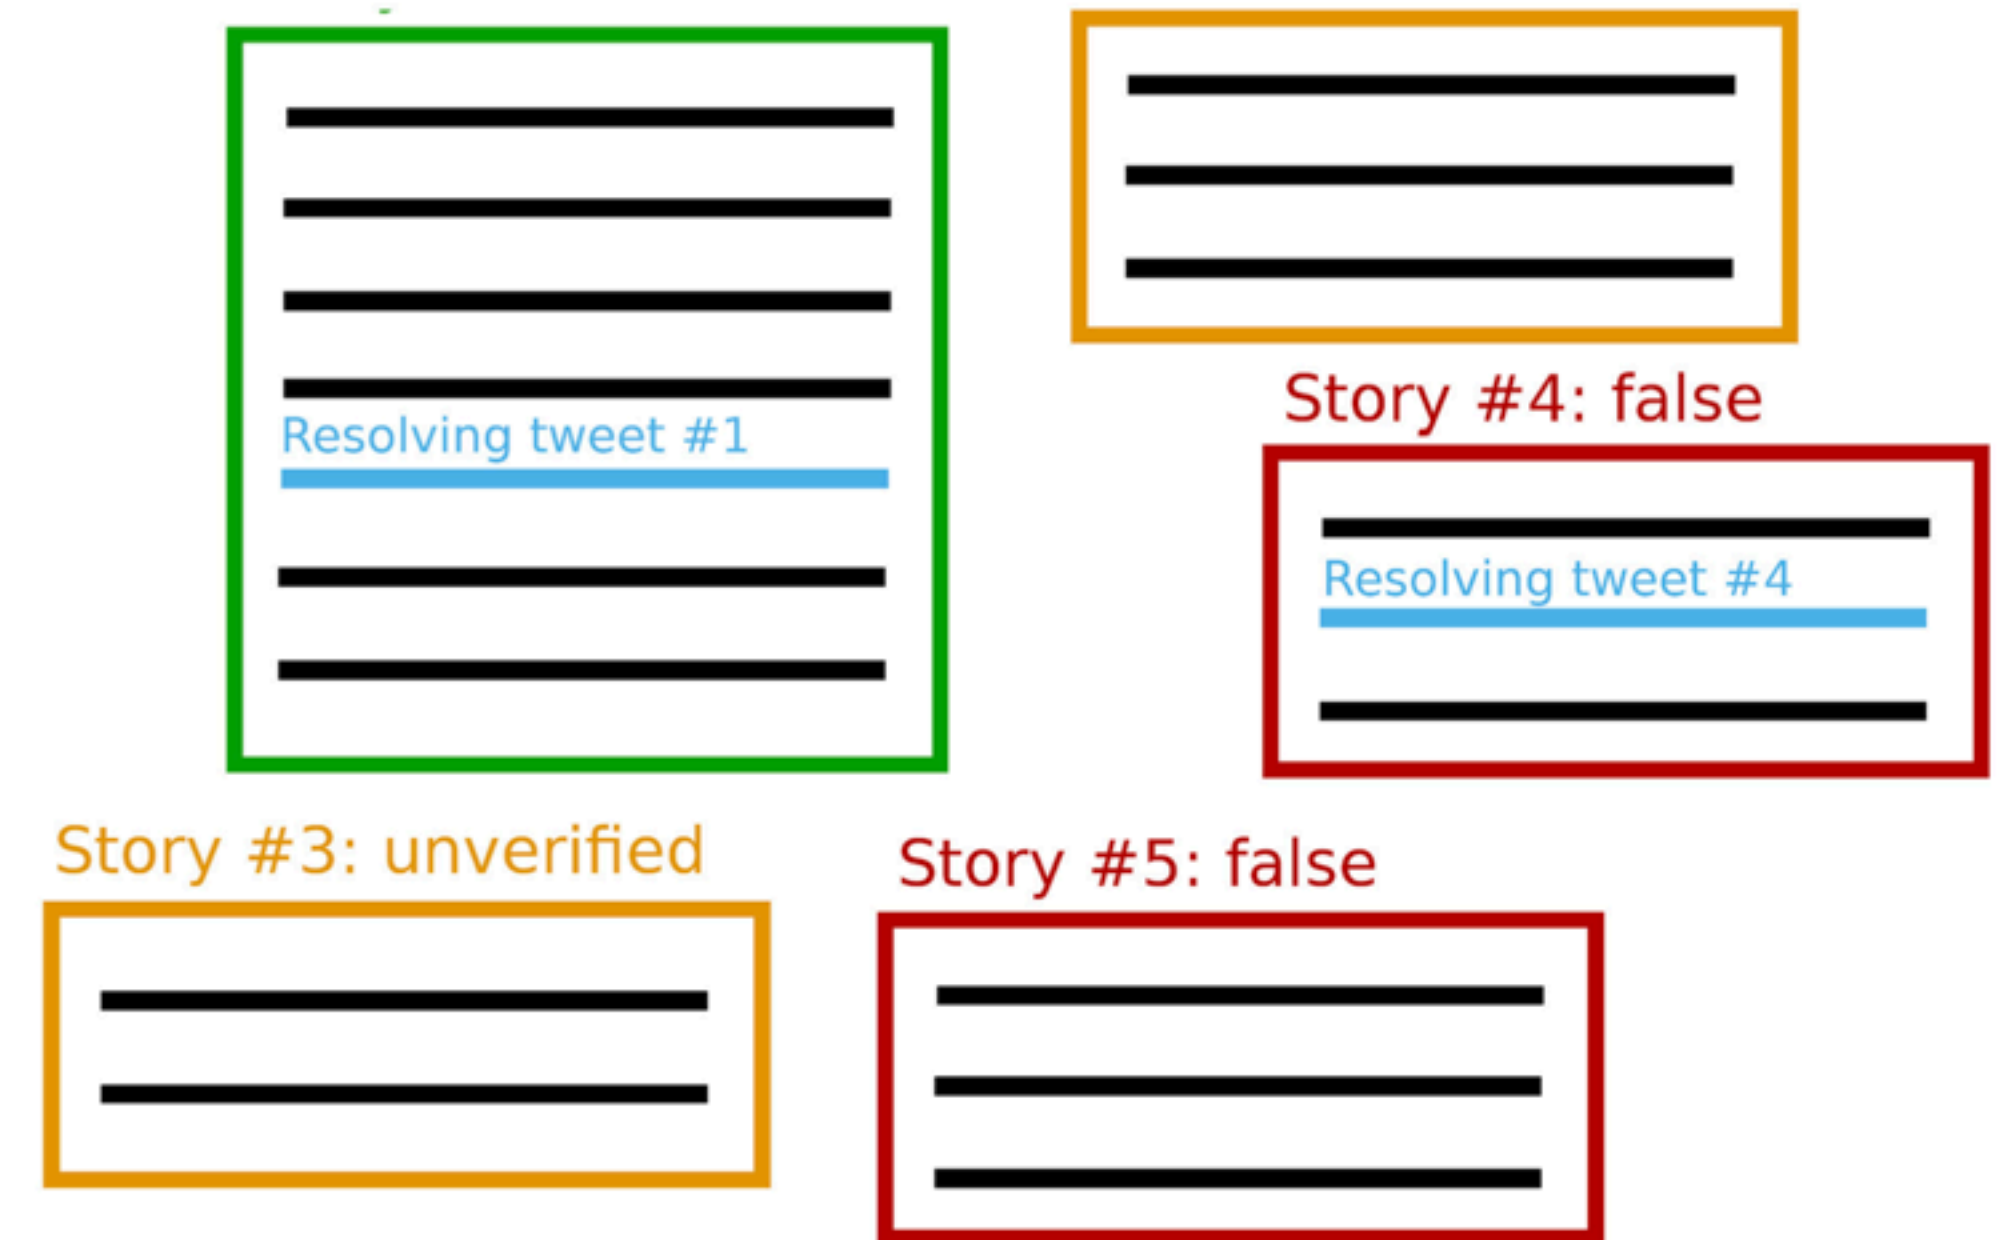 Resolving tweet #1
Story #4: false
Resolving tweet #4
Story #3: unverified
Story #5: false